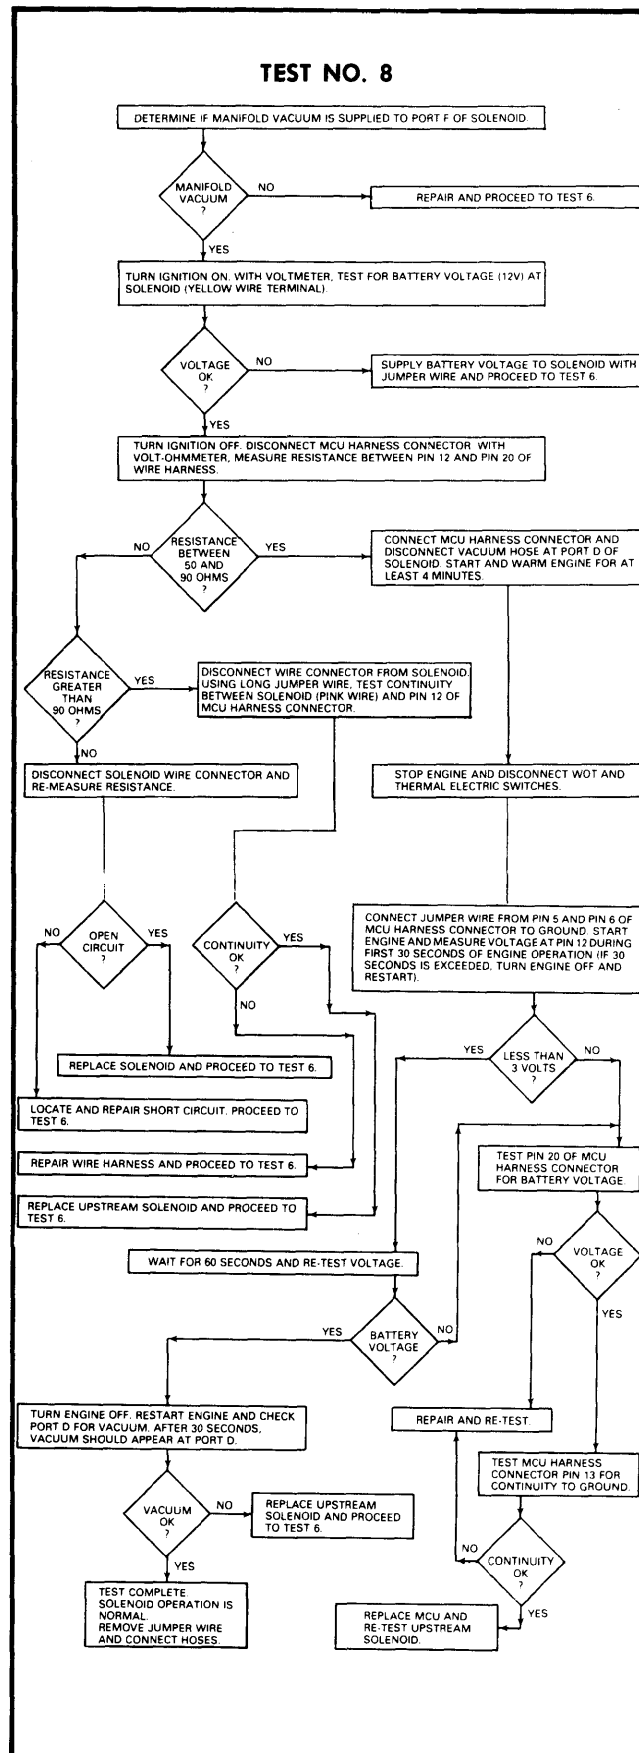 TEST NO. 8
DETERMINE IF MANIFOLD VACUUM IS SUPPLIED TO PORT F OF SOLENOID.
MANIFOLD
VACUUM
?
NO
REPAIR AND PROCEED TO TEST 6.
YES
TURN IGNITION ON. WITH VOLTMETER, TEST FOR BATTERY VOLTAGE (12V) AT
SOLENOID (YELLOW WIRE TERMINAL).
VOLTAGE
OK
?
NO
SUPPLY BATTERY VOLTAGE TO SOLENOID WITH
JUMPER WIRE AND PROCEED TO TEST 6.
YES
TURN IGNITION OFF. DISCONNECT MCU HARNESS CONNECTOR WITH
VOLT-OHMMETER, MEASURE RESISTANCE BETWEEN PIN 12 AND PIN 20 OF
WIRE HARNESS.
NO
RESISTANCE
BETWEEN
50 AND
90 OHMS
?
YES
CONNECT MCU HARNESS CONNECTOR AND
DISCONNECT VACUUM HOSE AT PORT D OF
SOLENOID. START AND WARM ENGINE FOR AT
LEAST 4 MINUTES.
RESISTANCE
GREATER
THAN
90 OHMS
?
YES
DISCONNECT WIRE CONNECTOR FROM SOLENOID.
USING LONG JUMPER WIRE, TEST CONTINUITY
BETWEEN SOLENOID (PINK WIRE) AND PIN 12 OF
MCU HARNESS CONNECTOR.
NO
DISCONNECT SOLENOID WIRE CONNECTOR AND
RE-MEASURE RESISTANCE.
STOP ENGINE AND DISCONNECT WOT AND
THERMAL ELECTRIC SWITCHES.
NO
OPEN
CIRCUIT
?
YES
CONTINUITY
OK
?
YES
NO
CONNECT JUMPER WIRE FROM PIN 5 AND PIN 6 OF
MCU HARNESS CONNECTOR TO GROUND. START
ENGINE AND MEASURE VOLTAGE AT PIN 12 DURING
FIRST 30 SECONDS OF ENGINE OPERATION (IF 30
SECONDS IS EXCEEDED, TURN ENGINE OFF AND
RESTART).
YES
LESS THAN
3 VOLTS
?
NO
REPLACE SOLENOID AND PROCEED TO TEST 6.
LOCATE AND REPAIR SHORT CIRCUIT. PROCEED TO
TEST 6.
REPAIR WIRE HARNESS AND PROCEED TO TEST 6.
REPLACE UPSTREAM SOLENOID AND PROCEED TO
TEST 6.
TEST PIN 20 OF MCU
HARNESS CONNECTOR
FOR BATTERY VOLTAGE.
NO
VOLTAGE
OK
?
YES
WAIT FOR 60 SECONDS AND RE-TEST VOLTAGE.
YES
BATTERY
VOLTAGE
?
NO
TURN ENGINE OFF. RESTART ENGINE AND CHECK
PORT D FOR VACUUM. AFTER 30 SECONDS,
VACUUM SHOULD APPEAR AT PORT D.
REPAIR AND RE-TEST.
TEST MCU HARNESS
CONNECTOR PIN 13 FOR
CONTINUITY TO GROUND.
VACUUM
OK
?
NO
REPLACE UPSTREAM
SOLENOID AND PROCEED
TO TEST 6.
YES
TEST COMPLETE.
SOLENOID OPERATION IS
NORMAL.
REMOVE JUMPER WIRE
AND CONNECT HOSES.
NO
CONTINUITY
OK
?
YES
REPLACE MCU AND
RE-TEST UPSTREAM
SOLENOID.